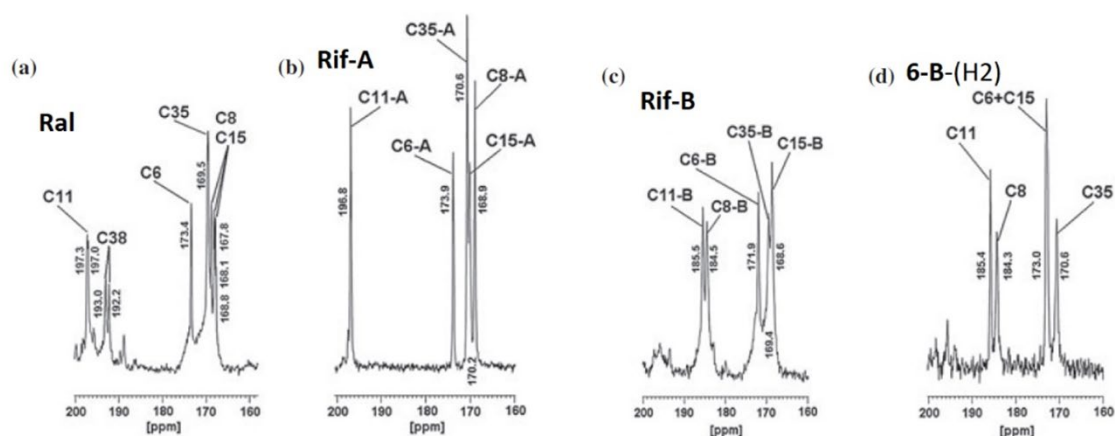 (a)
Ral
C11
C38
C6
C35
C8
C15
197.3
197.0
193.0
192.2
173.4
169.5
168.8
168.1
167.8
200 190 180 170 160
[ppm]
(b)
Rif-A
C35-A
C11-A
C8-A
C6-A
C15-A
196.8
173.9
170.6
170.2
168.9
200 190 180 170 160
[ppm]
(c)
Rif-B
C35-B
C15-B
C6-B
C11-B
C8-B
185.5
184.5
171.9
169.4
168.6
200 190 180 170 160
[ppm]
(d)
6-B-(H2)
C6+C15
C11
C8
C35
185.4
184.3
173.0
170.6
200 190 180 170 160
[ppm]